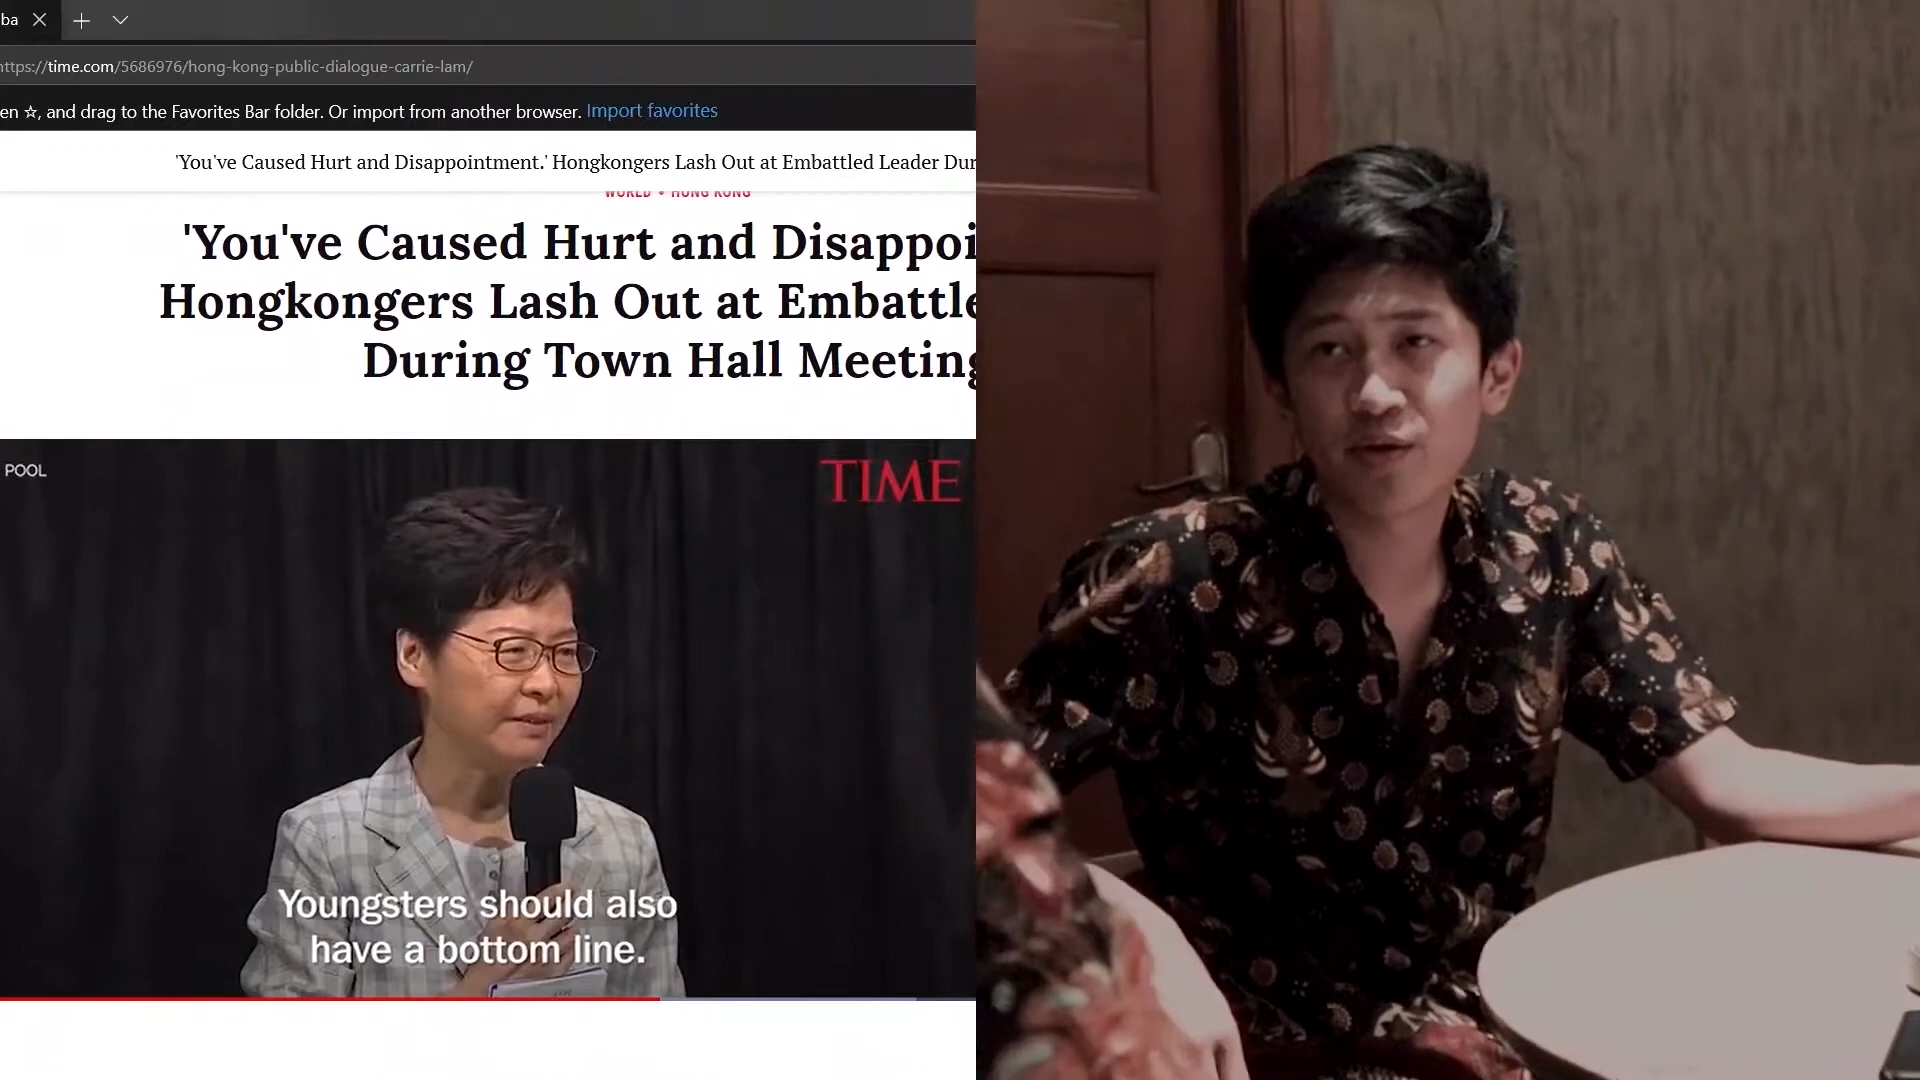 ba
https://time.com/5686976/hong-kong-public-dialogue-carrie-lam/
en ☆, and drag to the Favorites Bar folder. Or import from another browser. Import favorites
'You've Caused Hurt and Disappointment.' Hongkongers Lash Out at Embattled Leader Dur
WORLD • HONG KONG
'You've Caused Hurt and Disappoi
Hongkongers Lash Out at Embattle
During Town Hall Meeting
POOL
TIME
Youngsters should also
have a bottom line.